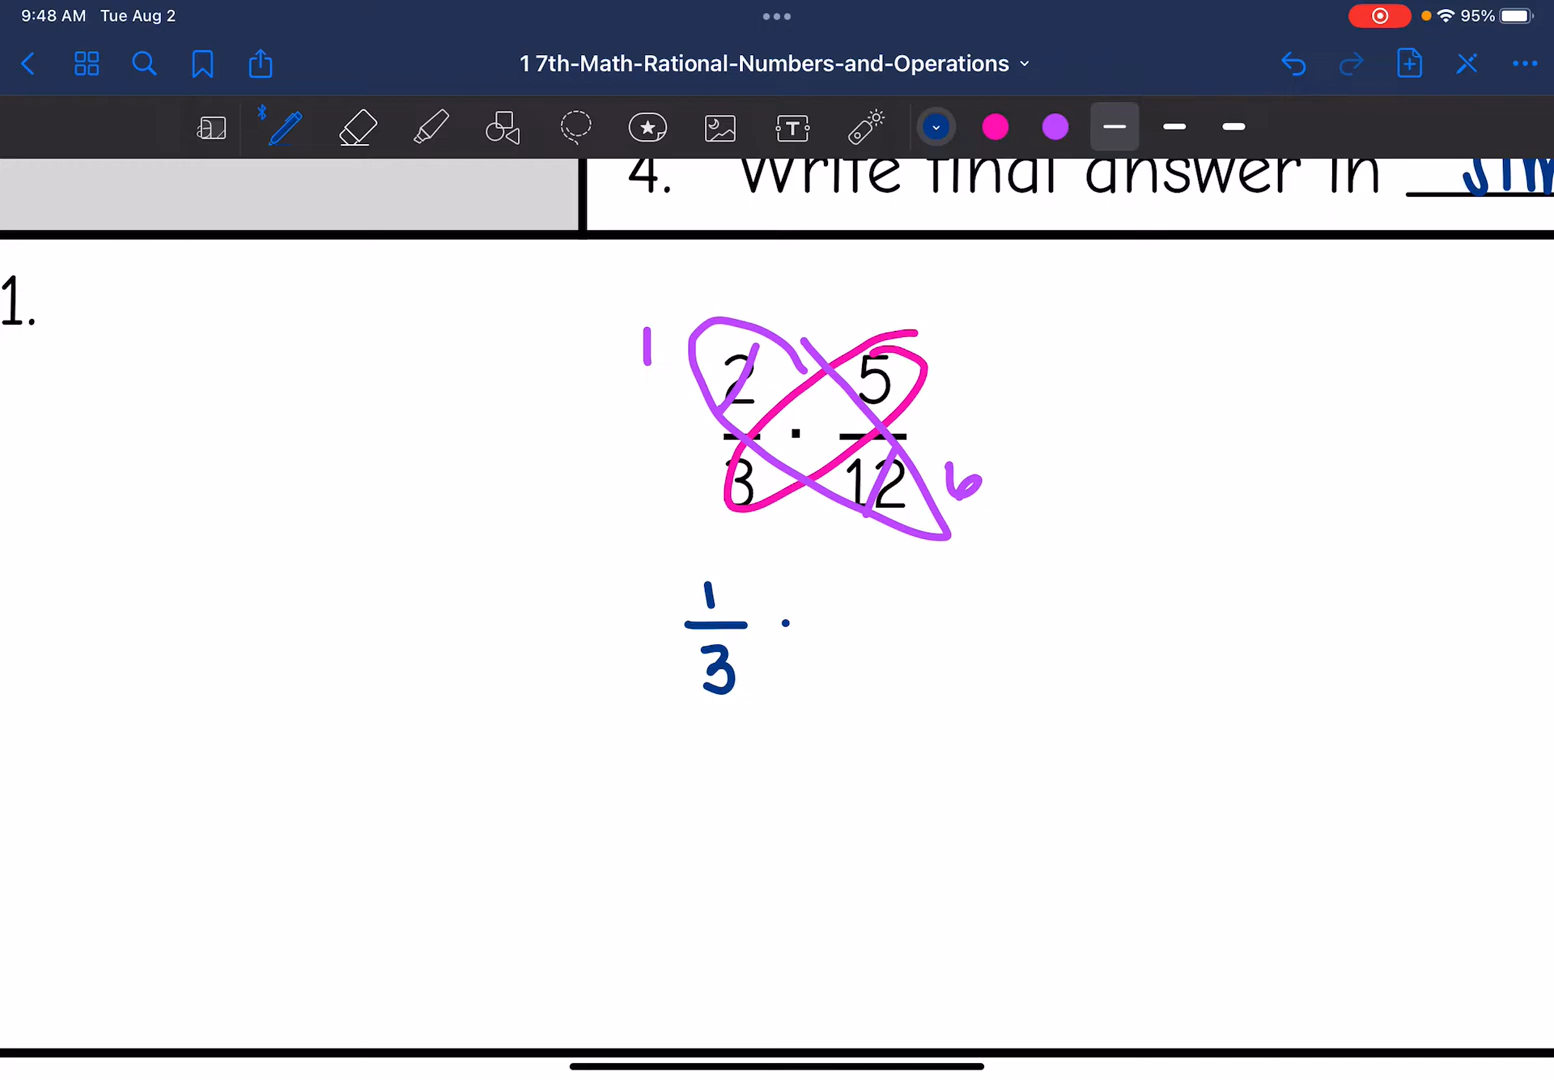 9:48 AM Tue Aug 2
95%
1 7th-Math-Rational-Numbers-and-Operations
4. Write final answer in
1.
1 2/3 · 5/12 6
1/3 ·